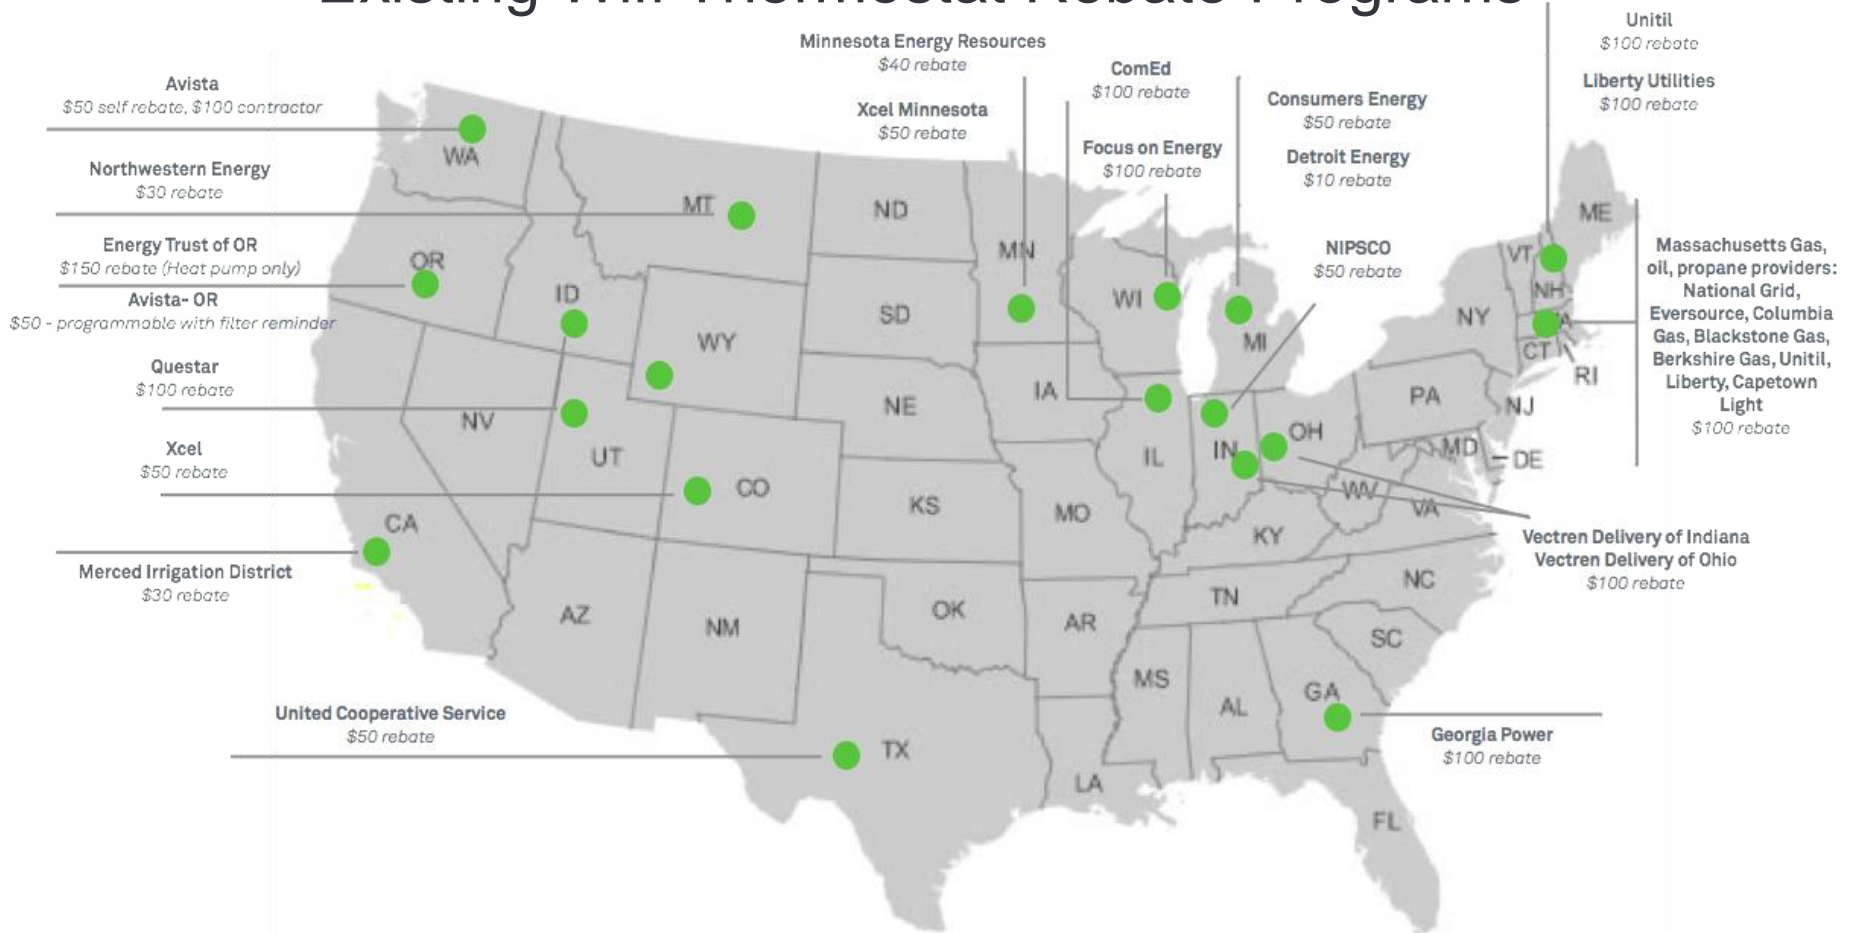 Existing Wifi Thermostat Rebate Programs
Avista
$50 self rebate, $100 contractor
Northwestern Energy
$30 rebate
Energy Trust of OR
$150 rebate (Heat pump only)
Avista- OR
$50 - programmable with filter reminder
Questar
$100 rebate
Xcel
$50 rebate
Merced Irrigation District
$30 rebate
United Cooperative Service
$50 rebate
Minnesota Energy Resources
$40 rebate
Xcel Minnesota
$50 rebate
ComEd
$100 rebate
Focus on Energy
$100 rebate
Consumers Energy
$50 rebate
Detroit Energy
$10 rebate
NIPSCO
$50 rebate
Unitil
$100 rebate
Liberty Utilities
$100 rebate
Massachusetts Gas,
oil, propane providers:
National Grid,
Eversource, Columbia
Gas, Blackstone Gas,
Berkshire Gas, Unitil,
Liberty, Capetown
Light
$100 rebate
Vectren Delivery of Indiana
Vectren Delivery of Ohio
$100 rebate
Georgia Power
$100 rebate
WA
MT
ND
MN
OR
ID
WY
SD
WI
MI
NY
VT
NH
ME
CT
RI
NV
UT
CO
NE
IA
IL
IN
OH
PA
NJ
MD
DE
CA
KS
MO
KY
WV
VA
AZ
NM
OK
AR
TN
NC
SC
MS
AL
GA
TX
LA
FL